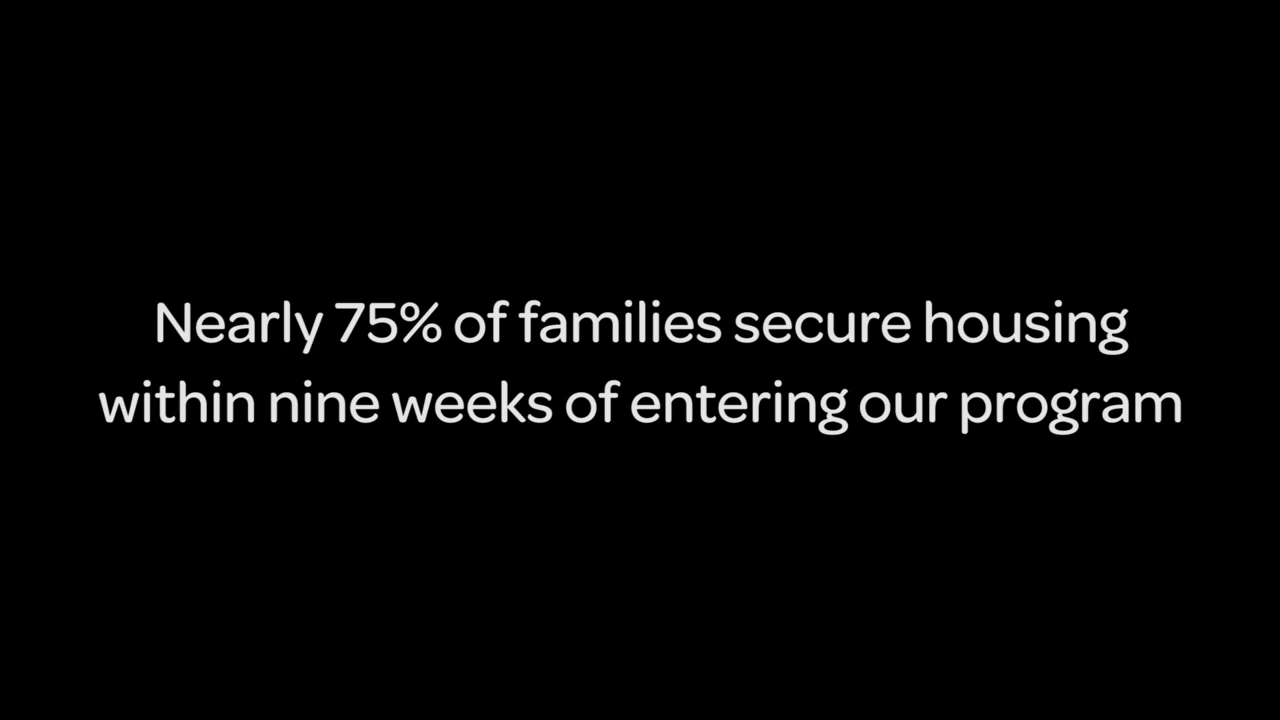 Nearly 75% of families secure housing
within nine weeks of entering our program